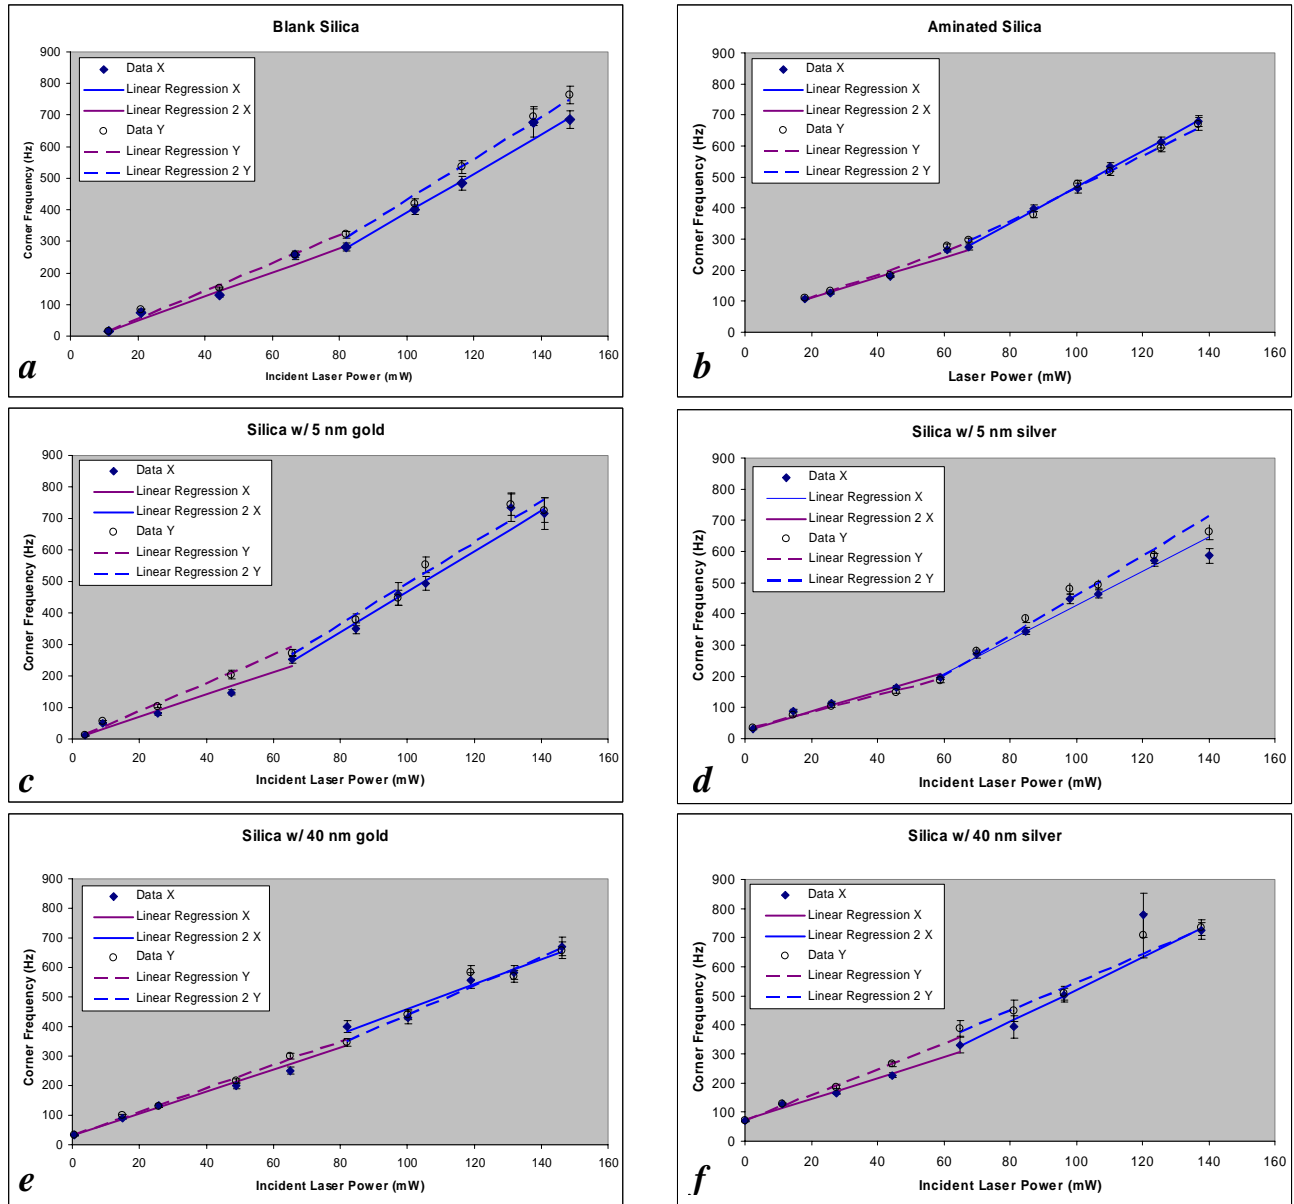 Blank Silica
900
800
700
600
500
400
300
200
100
0
Corner Frequency (Hz)
Data X
Linear Regression X
Linear Regression 2 X
Data Y
Linear Regression Y
Linear Regression 2 Y
0 20 40 60 80 100 120 140 160
Incident Laser Power (mW)
a
Aminated Silica
900
800
700
600
500
400
300
200
100
0
Corner Frequency (Hz)
Data X
Linear Regression X
Linear Regression 2 X
Data Y
Linear Regression Y
Linear Regression 2 Y
0 20 40 60 80 100 120 140 160
Laser Power (mW)
b
Silica w/ 5 nm gold
900
800
700
600
500
400
300
200
100
0
Corner Frequency (Hz)
Data X
Linear Regression X
Linear Regression 2 X
Data Y
Linear Regression Y
Linear Regression 2 Y
0 20 40 60 80 100 120 140 160
Incident Laser Power (mW)
c
Silica w/ 5 nm silver
900
800
700
600
500
400
300
200
100
0
Corner Frequency (Hz)
Data X
Linear Regression X
Linear Regression 2 X
Data Y
Linear Regression Y
Linear Regression 2 Y
0 20 40 60 80 100 120 140 160
Incident Laser Power (mW)
d
Silica w/ 40 nm gold
900
800
700
600
500
400
300
200
100
0
Corner Frequency (Hz)
Data X
Linear Regression X
Linear Regression 2 X
Data Y
Linear Regression Y
Linear Regression 2 Y
0 20 40 60 80 100 120 140 160
Incident Laser Power (mW)
e
Silica w/ 40 nm silver
900
800
700
600
500
400
300
200
100
0
Corner Frequency (Hz)
Data X
Linear Regression X
Linear Regression 2 X
Data Y
Linear Regression Y
Linear Regression 2 Y
0 20 40 60 80 100 120 140 160
Incident Laser Power (mW)
f